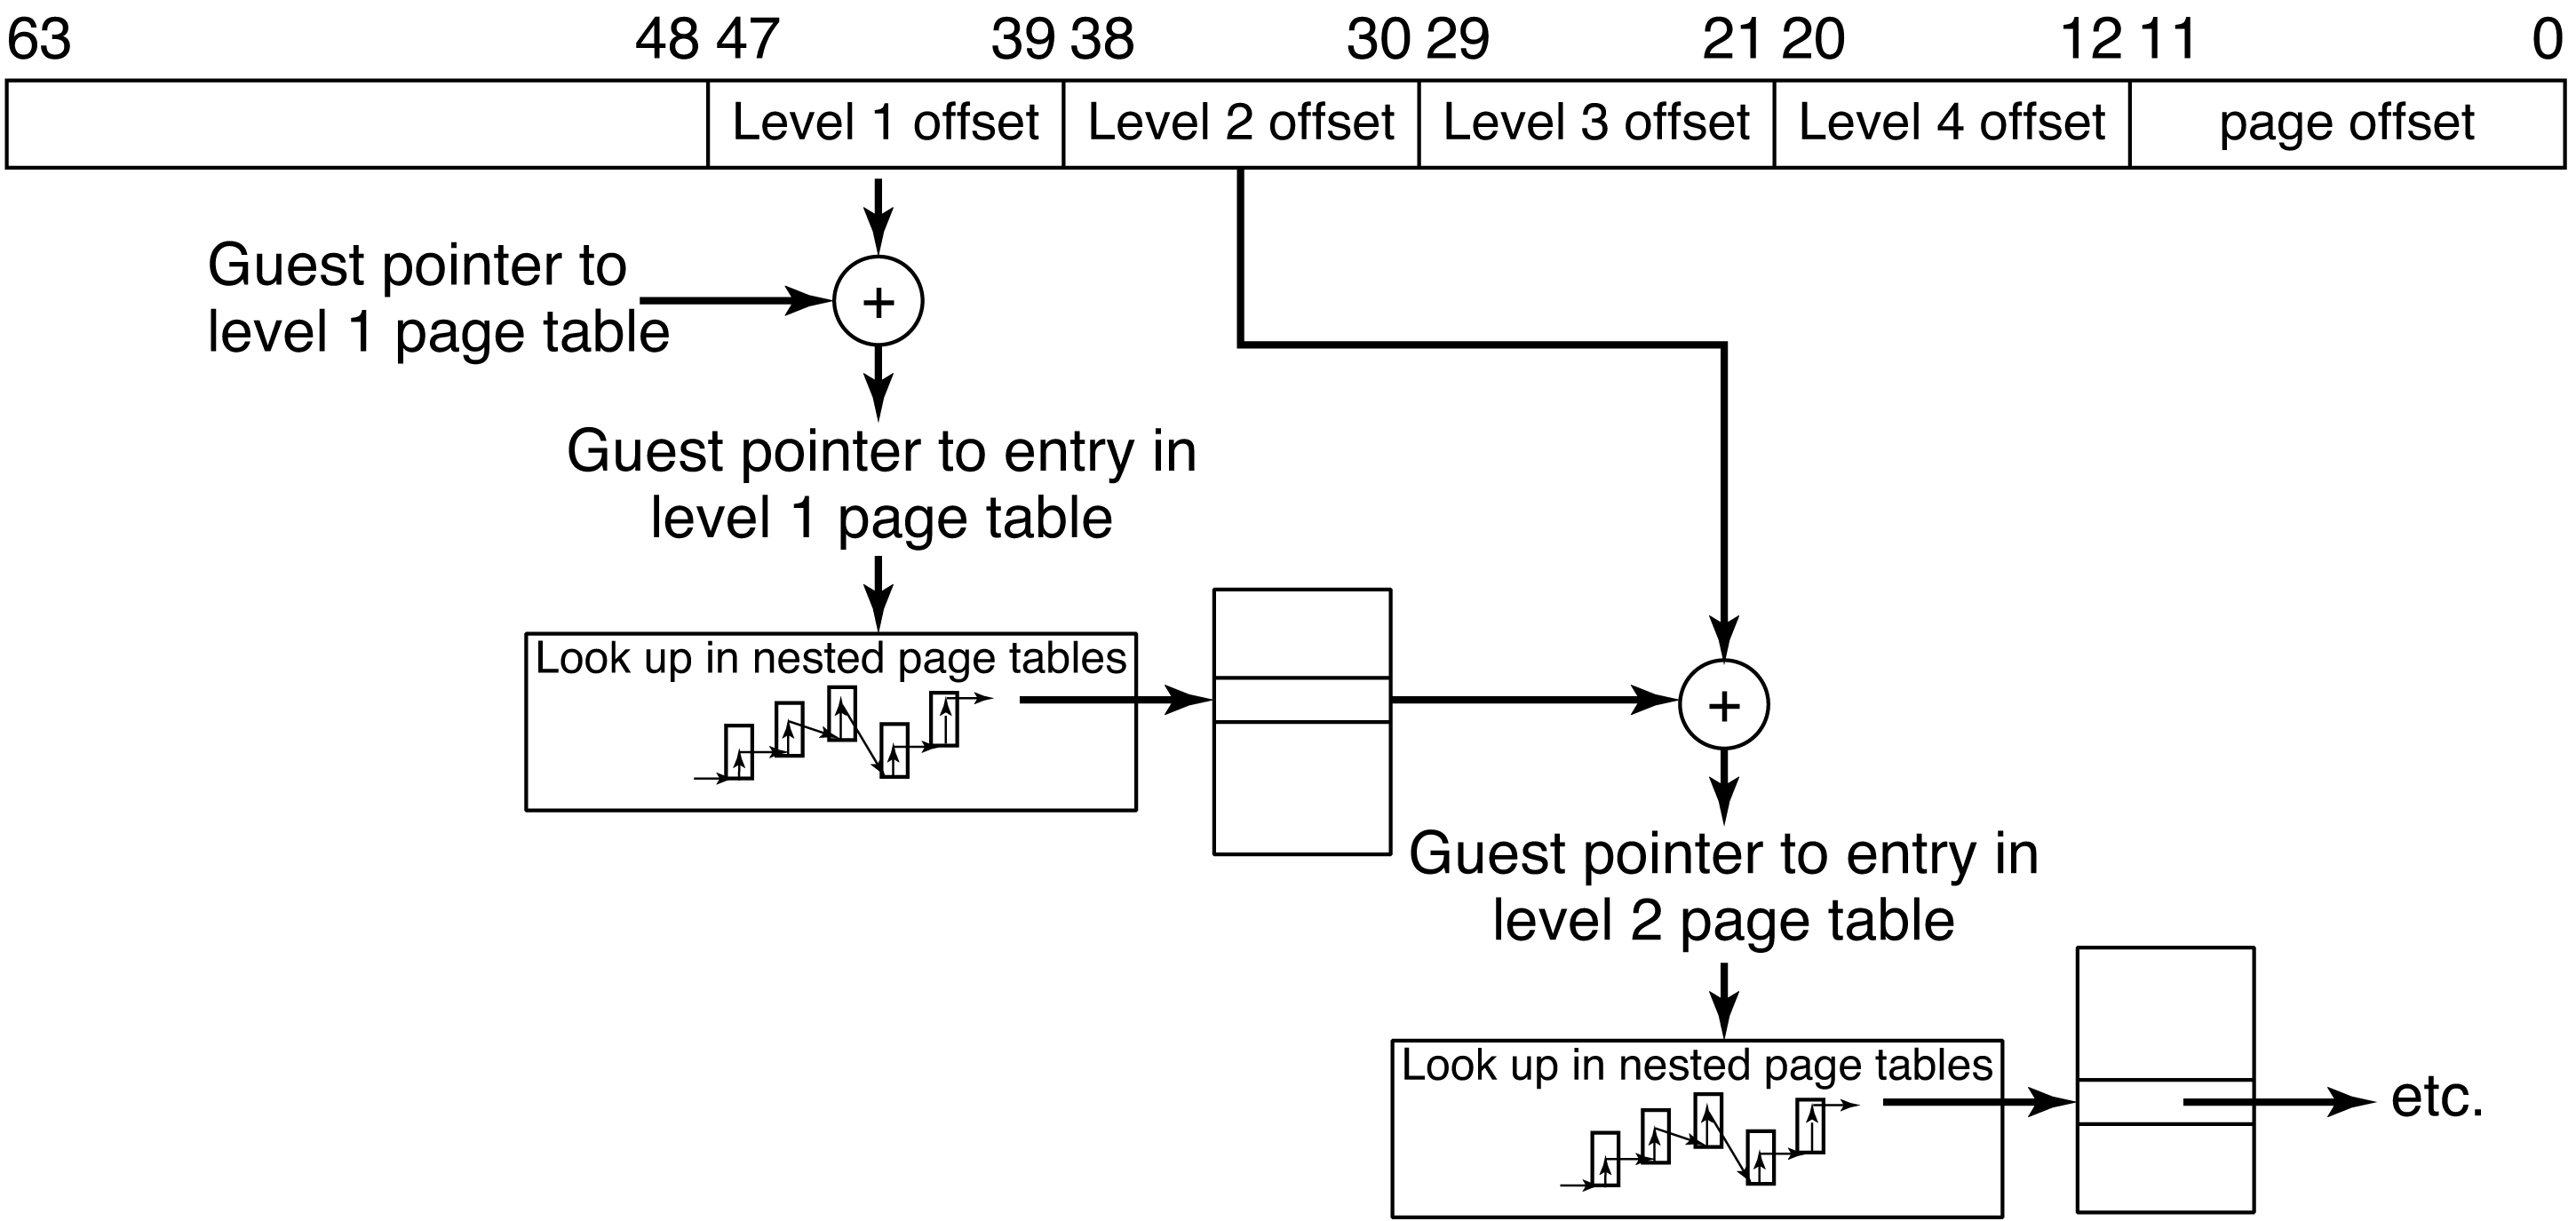 63 48 47 39 38 30 29 21 20 12 11 0
Level 1 offset Level 2 offset Level 3 offset Level 4 offset page offset
Guest pointer to
level 1 page table
+
Guest pointer to entry in
level 1 page table
Look up in nested page tables
+
Guest pointer to entry in
level 2 page table
Look up in nested page tables
etc.